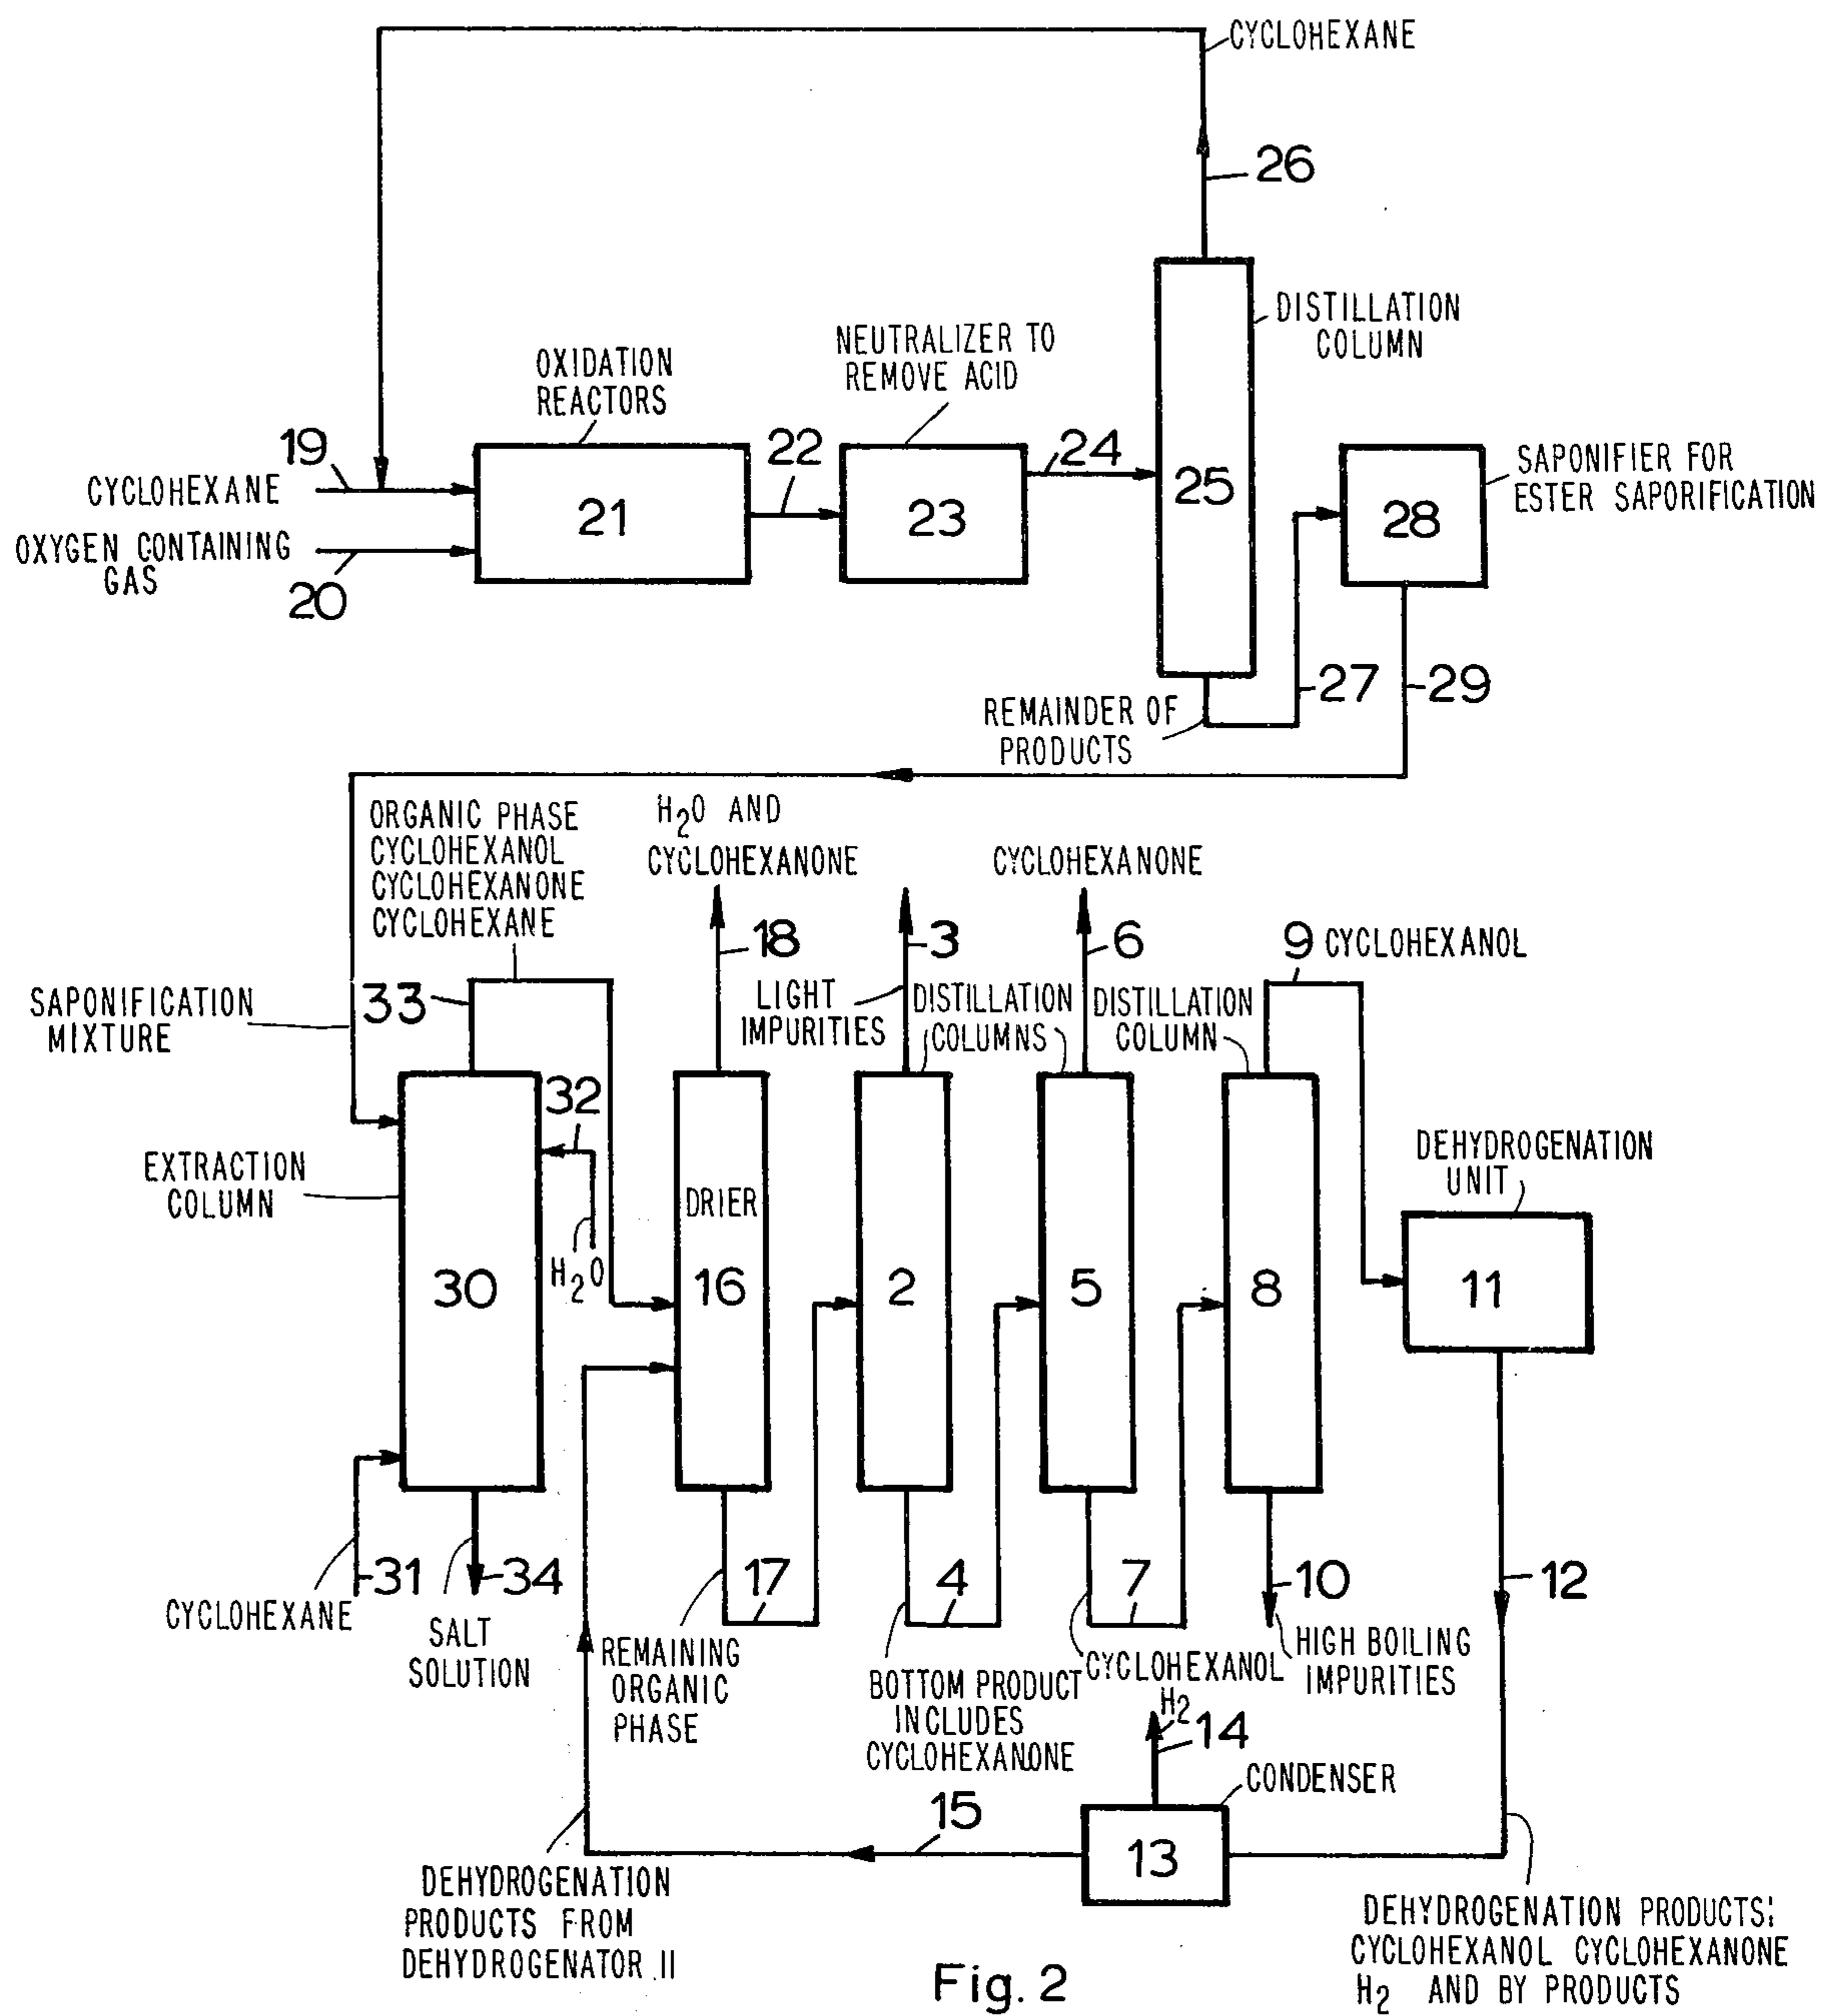 CYCLOHEXANE
26
DISTILLATION
COLUMN
NEUTRALIZER TO
REMOVE ACID
OXIDATION
REACTORS
19
CYCLOHEXANE
OXYGEN CONTAINING
GAS
20
21
22
23
24
25
28
SAPONIFIER FOR
ESTER SAPORIFICATION
27
29
REMAINDER OF
PRODUCTS
ORGANIC PHASE
CYCLOHEXANOL
CYCLOHEXANONE
CYCLOHEXANE
H2O AND
CYCLOHEXANONE
CYCLOHEXANONE
18
3
6
9 CYCLOHEXANOL
SAPONIFICATION
MIXTURE
33
LIGHT
IMPURITIES
DISTILLATION
COLUMNS
DISTILLATION
COLUMN
32
EXTRACTION
COLUMN
H2O
DRIER
DEHYDROGENATION
UNIT
30
16
2
5
8
11
31
CYCLOHEXANE
34
SALT
SOLUTION
17
4
7
10
12
REMAINING
ORGANIC
PHASE
BOTTOM PRODUCT
INCLUDES
CYCLOHEXANONE
CYCLOHEXANOL
HIGH BOILING
IMPURITIES
H2
14
CONDENSER
15
13
DEHYDROGENATION
PRODUCTS FROM
DEHYDROGENATOR 11
DEHYDROGENATION PRODUCTS:
CYCLOHEXANOL CYCLOHEXANONE
H2 AND BY PRODUCTS
Fig. 2